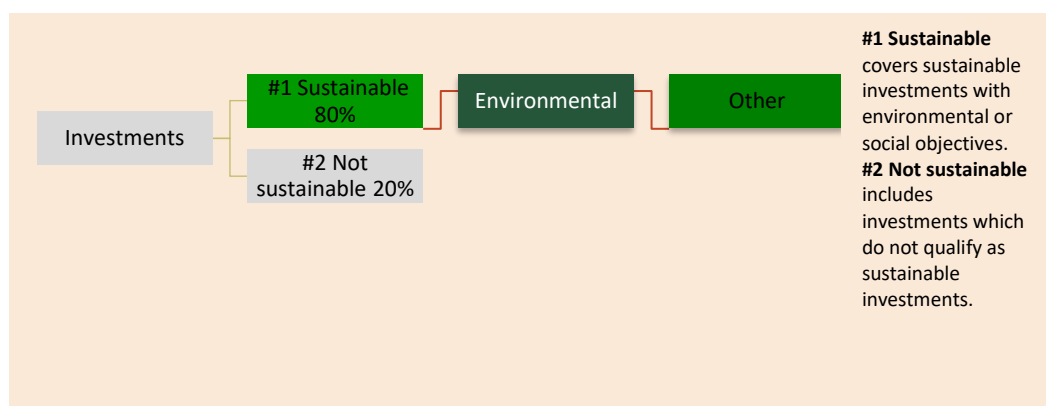 Investments
#1 Sustainable
80%
#2 Not
sustainable 20%
Environmental
Other
#1 Sustainable
covers sustainable
investments with
environmental or
social objectives.
#2 Not sustainable
includes
investments which
do not qualify as
sustainable
investments.